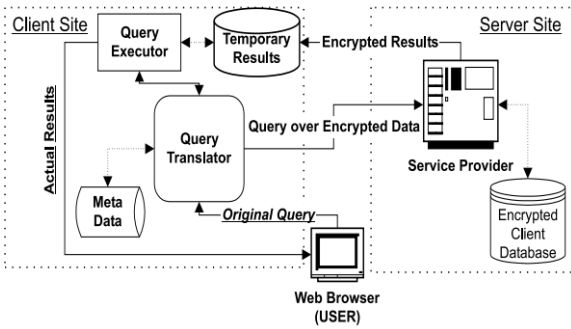 Client Site
Server Site
Query
Executor
Temporary
Results
Encrypted Results
Actual Results
Query
Translator
Query over Encrypted Data
Service Provider
Meta
Data
Original Query
Encrypted
Client
Database
Web Browser
(USER)